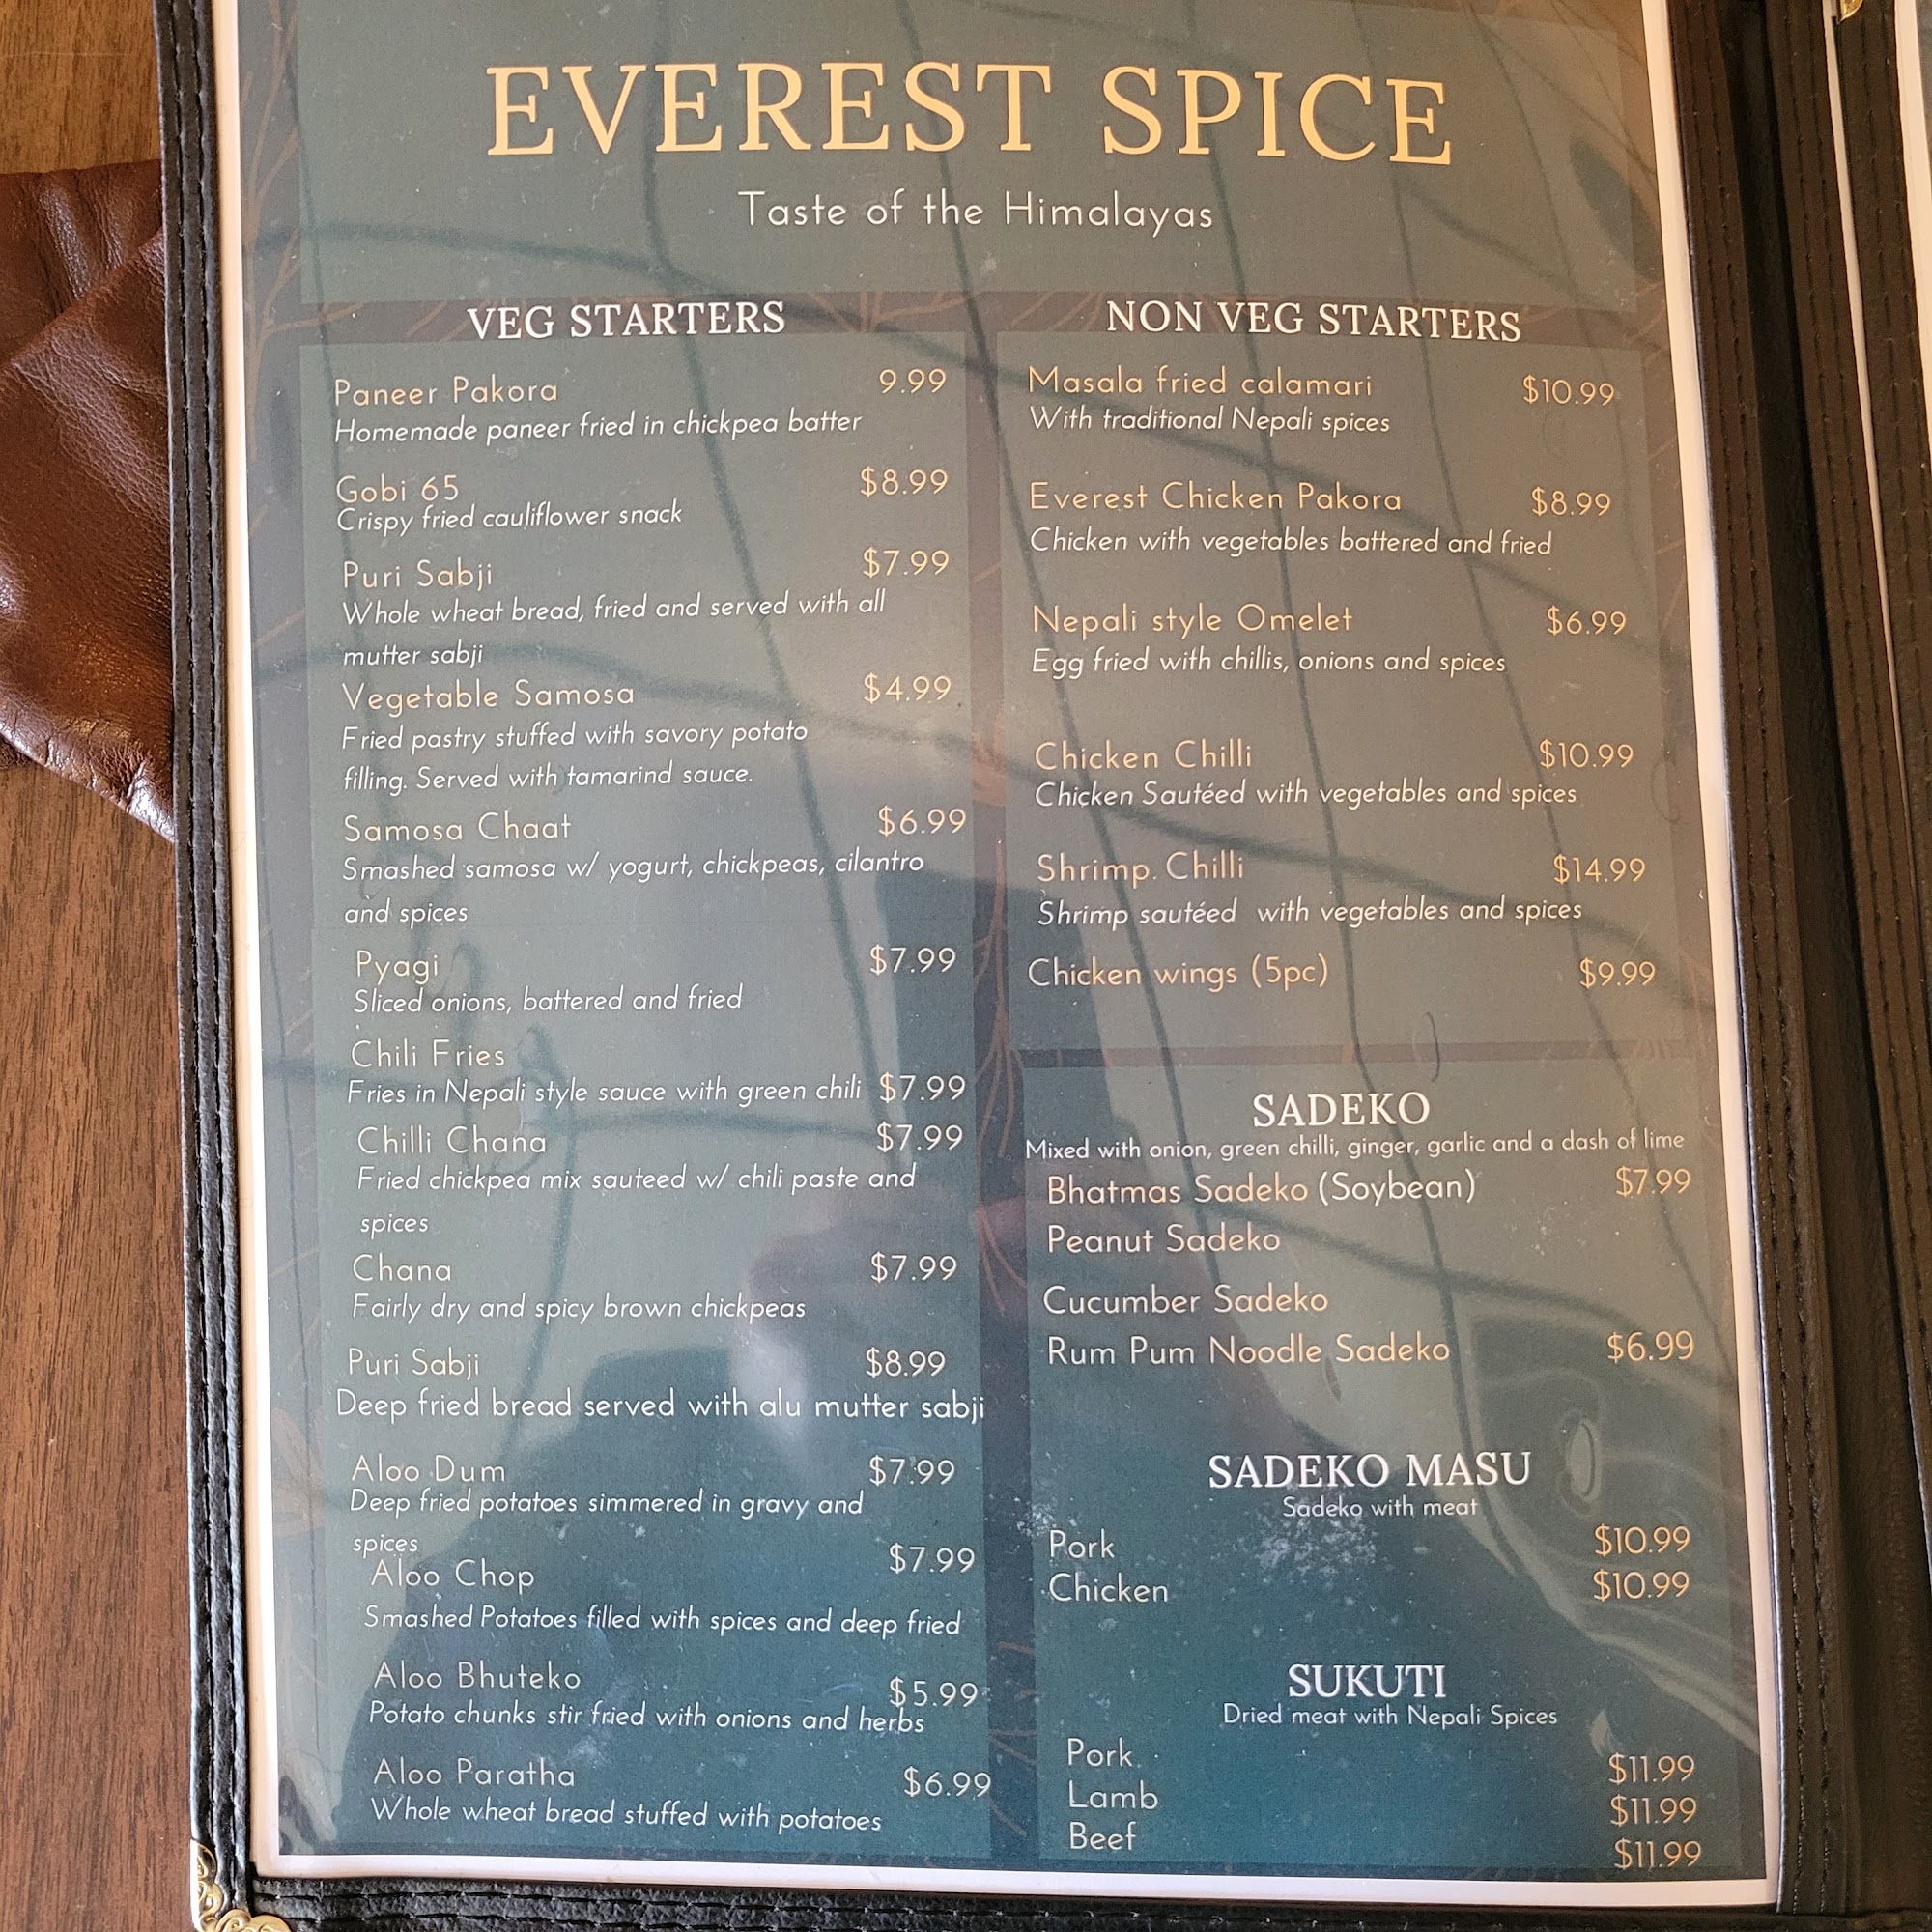 EVEREST SPICE
Taste of the Himalayas
VEG STARTERS
Paneer Pakora 9.99
Homemade paneer fried in chickpea batter
Gobi 65 $8.99
Crispy fried cauliflower snack
Puri Sabji $7.99
Whole wheat bread, fried and served with all
mutter sabji
Vegetable Samosa $4.99
Fried pastry stuffed with savory potato
filling. Served with tamarind sauce.
Samosa Chaat $6.99
Smashed samosa w/ yogurt, chickpeas, cilantro
and spices
Pyagi $7.99
Sliced onions, battered and fried
Chili Fries
Fries in Nepali style sauce with green chili $7.99
Chilli Chana $7.99
Fried chickpea mix sauteed w/ chili paste and
spices
Chana $7.99
Fairly dry and spicy brown chickpeas
Puri Sabji $8.99
Deep fried bread served with alu mutter sabji
Aloo Dum $7.99
Deep fried potatoes simmered in gravy and
spices
Aloo Chop $7.99
Smashed Potatoes filled with spices and deep fried
Aloo Bhuteko $5.99
Potato chunks stir fried with onions and herbs
Aloo Paratha $6.99
Whole wheat bread stuffed with potatoes
NON VEG STARTERS
Masala fried calamari $10.99
With traditional Nepali spices
Everest Chicken Pakora $8.99
Chicken with vegetables battered and fried
Nepali style Omelet $6.99
Egg fried with chillis, onions and spices
Chicken Chilli $10.99
Chicken Sautéed with vegetables and spices
Shrimp. Chilli $14.99
Shrimp sautéed with vegetables and spices
Chicken wings (5pc) $9.99
SADEKO
Mixed with onion, green chilli, ginger, garlic and a dash of lime
Bhatmas Sadeko (Soybean) $7.99
Peanut Sadeko
Cucumber Sadeko
Rum Pum Noodle Sadeko $6.99
SADEKO MASU
Sadeko with meat
Pork $10.99
Chicken $10.99
SUKUTI
Dried meat with Nepali Spices
Pork. $11.99
Lamb $11.99
Beef $11.99